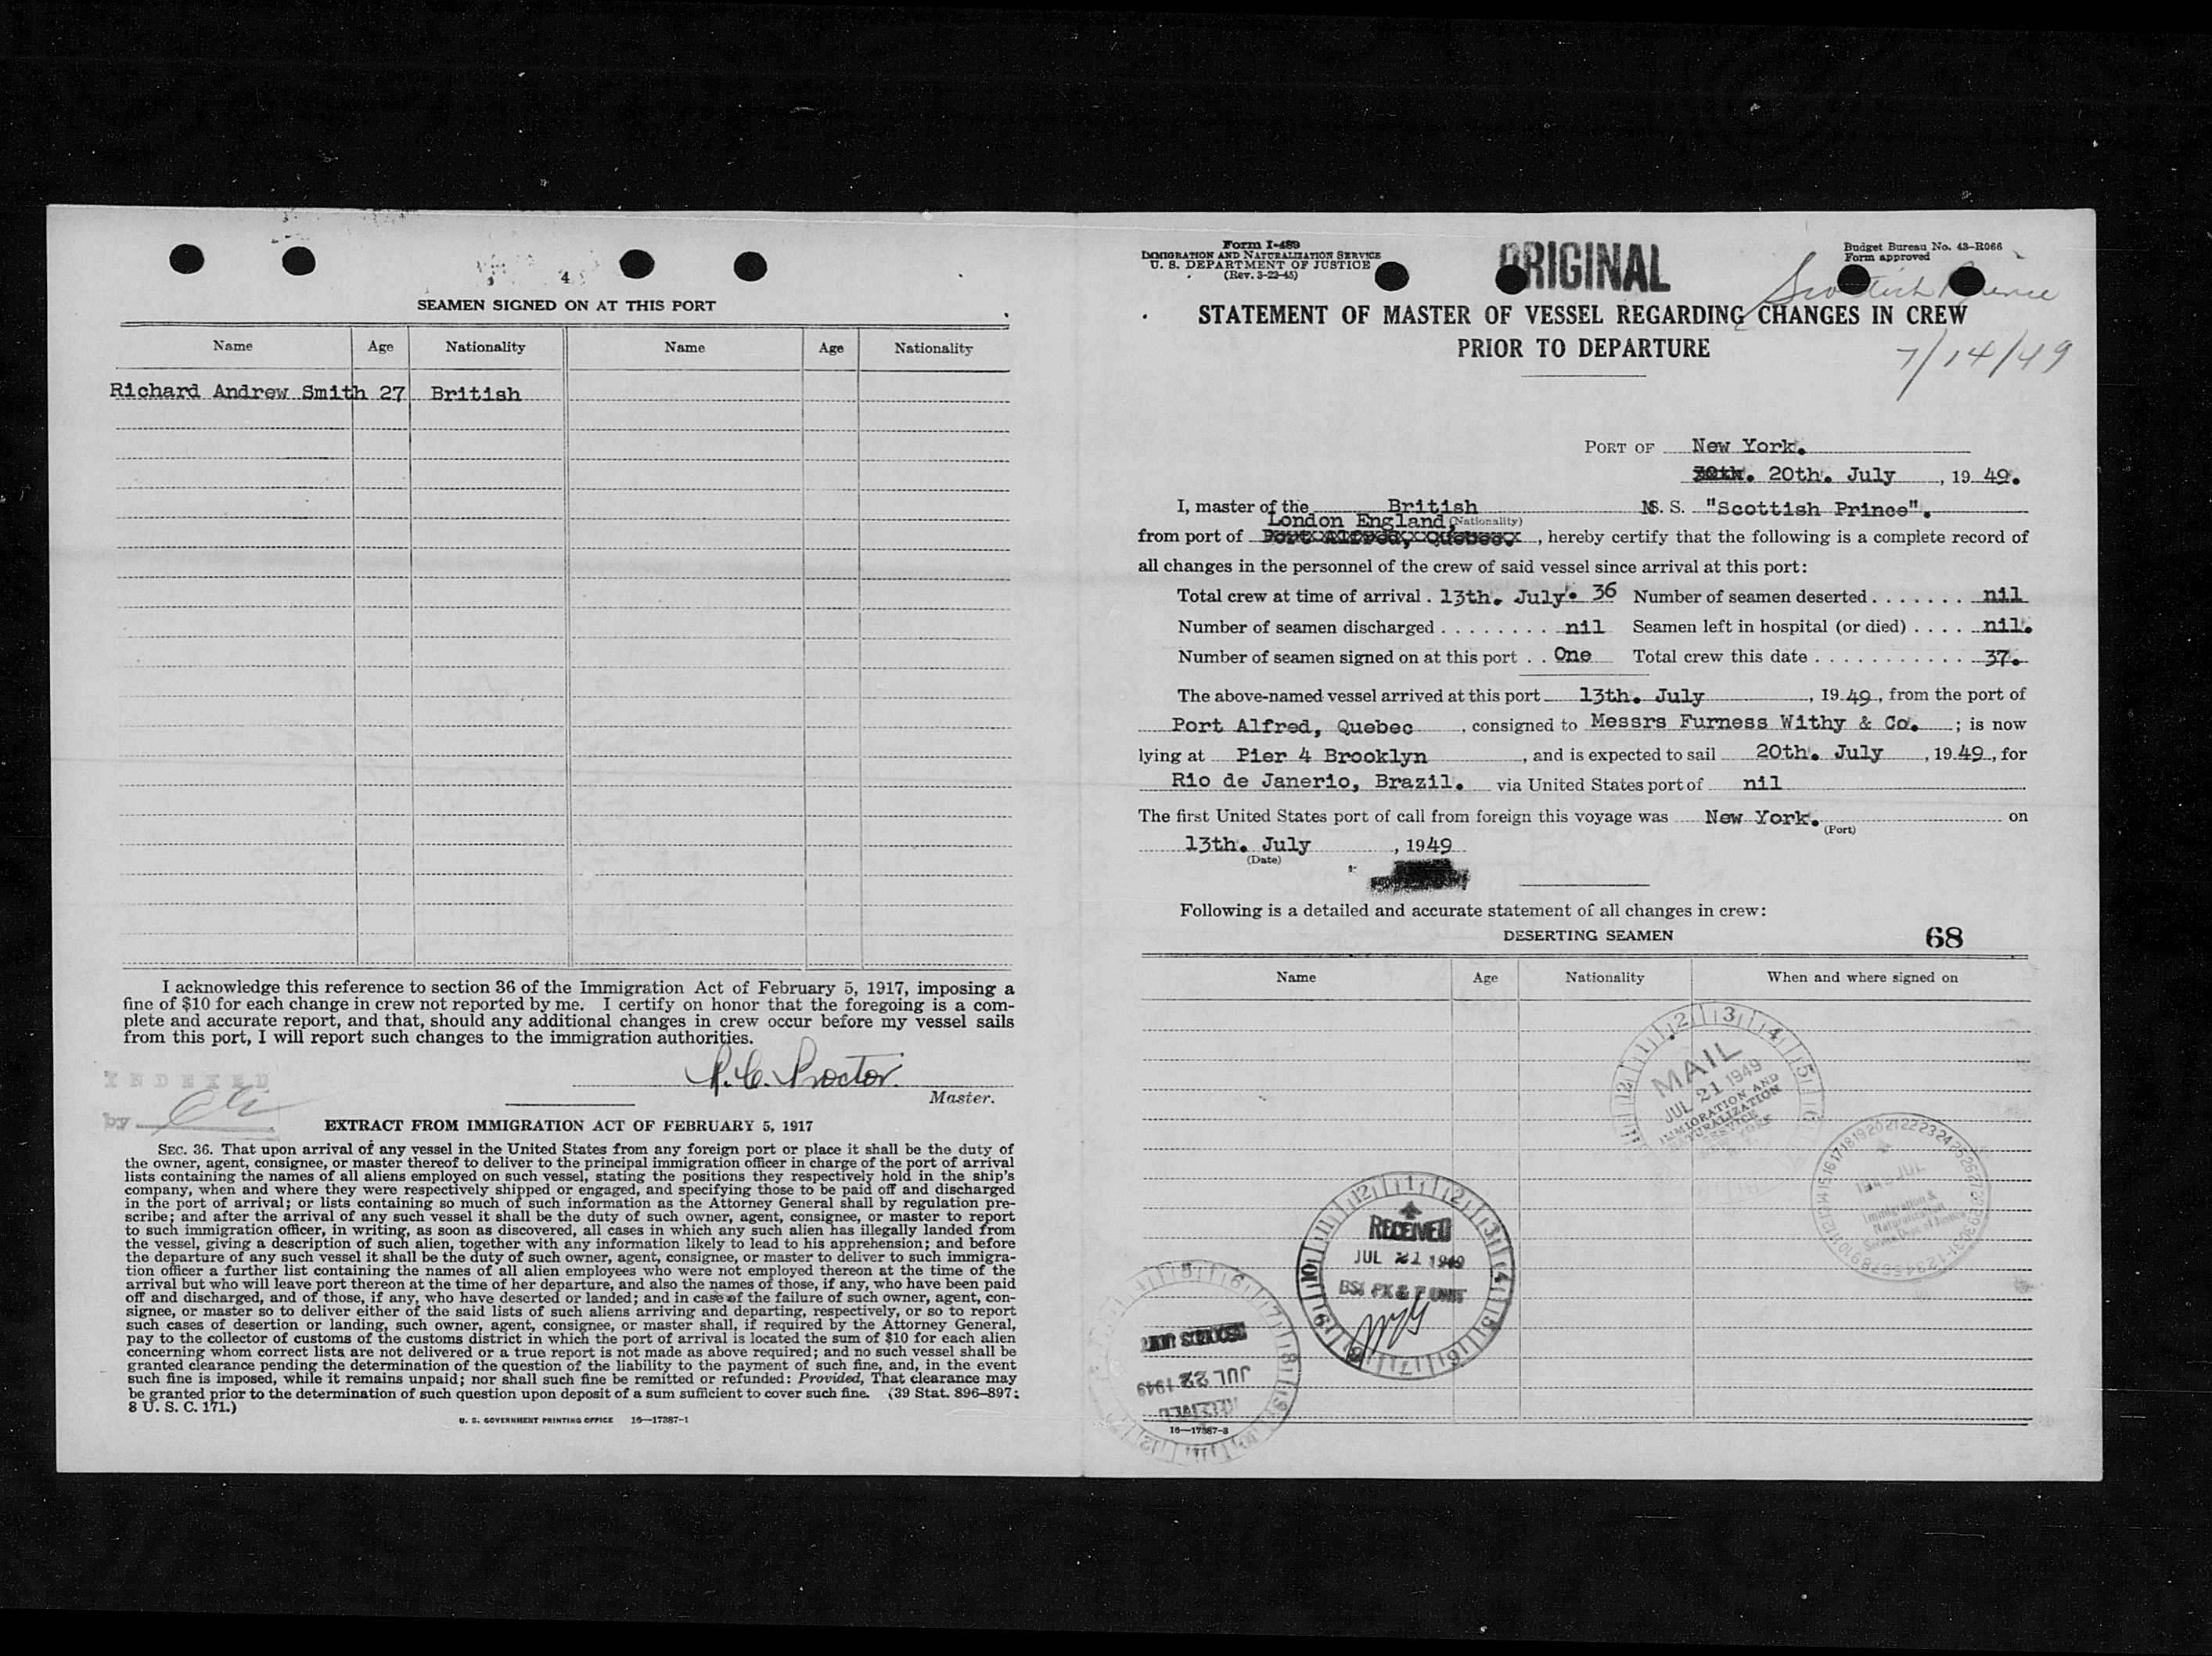 4
SEAMEN SIGNED ON AT THIS PORT
Name Age Nationality Name Age Nationality
Richard Andrew Smith 27 British
I acknowledge this reference to section 36 of the Immigration Act of February 5, 1917, imposing a
fine of $10 for each change in crew not reported by me. I certify on honor that the foregoing is a com-
plete and accurate report, and that, should any additional changes in crew occur before my vessel sails
from this port, I will report such changes to the immigration authorities.
INDEXED
by
R. C. Proctor.
Master.
EXTRACT FROM IMMIGRATION ACT OF FEBRUARY 5, 1917
SEC. 36. That upon arrival of any vessel in the United States from any foreign port or place it shall be the duty of
the owner, agent, consignee, or master thereof to deliver to the principal immigration officer in charge of the port of arrival
lists containing the names of all aliens employed on such vessel, stating the positions they respectively hold in the ship's
company, when and where they were respectively shipped or engaged, and specifying those to be paid off and discharged
in the port of arrival; or lists containing so much of such information as the Attorney General shall by regulation pre-
scribe; and after the arrival of any such vessel it shall be the duty of such owner, agent, consignee, or master to report
to such immigration officer, in writing, as soon as discovered, all cases in which any such alien has illegally landed from
the vessel, giving a description of such alien, together with any information likely to lead to his apprehension; and before
the departure of any such vessel it shall be the duty of such owner, agent, consignee, or master to deliver to such immigra-
tion officer a further list containing the names of all alien employees who were not employed thereon at the time of the
arrival but who will leave port thereon at the time of her departure, and also the names of those, if any, who have been paid
off and discharged, and of those, if any, who have deserted or landed; and in case of the failure of such owner, agent, con-
signee, or master so to deliver either of the said lists of such aliens arriving and departing, respectively, or so to report
such cases of desertion or landing, such owner, agent, consignee, or master shall, if required by the Attorney General,
pay to the collector of customs of the customs district in which the port of arrival is located the sum of $10 for each alien
concerning whom correct lists are not delivered or a true report is not made as above required; and no such vessel shall be
granted clearance pending the determination of the question of the liability to the payment of such fine, and, in the event
such fine is imposed, while it remains unpaid; nor shall such fine be remitted or refunded: Provided, That clearance may
be granted prior to the determination of such question upon deposit of a sum sufficient to cover such fine. (39 Stat. 896–897;
8 U. S. C. 171.)
U. S. GOVERNMENT PRINTING OFFICE 16—17387-1
Form I-489
IMMIGRATION AND NATURALIZATION SERVICE
U. S. DEPARTMENT OF JUSTICE
(Rev. 3-22-45)
ORIGINAL
Budget Bureau No. 43-R066
Form approved
Scottish Prince
STATEMENT OF MASTER OF VESSEL REGARDING CHANGES IN CREW
PRIOR TO DEPARTURE
7/14/49
PORT OF New York.
20th. July, 19 49.
I, master of the British M. S. "Scottish Prince".
London England, (Nationality)
from port of Port Alfred, Quebec, hereby certify that the following is a complete record of
all changes in the personnel of the crew of said vessel since arrival at this port:
Total crew at time of arrival . 13th. July. 36 Number of seamen deserted . . . . . . . nil
Number of seamen discharged . . . . . . . . nil Seamen left in hospital (or died) . . . . nil.
Number of seamen signed on at this port . . One Total crew this date . . . . . . . . . . . . 37.
The above-named vessel arrived at this port 13th. July, 19 49, from the port of
Port Alfred, Quebec, consigned to Messrs Furness Withy & Co. ; is now
lying at Pier 4 Brooklyn, and is expected to sail 20th. July, 19 49, for
Rio de Janerio, Brazil. via United States port of nil
The first United States port of call from foreign this voyage was New York. on
(Port)
13th. July, 1949
(Date)
Following is a detailed and accurate statement of all changes in crew:
DESERTING SEAMEN 68
Name Age Nationality When and where signed on
MAIL
JUL 21 1949
IMMIGRATION AND
NATURALIZATION
SERVICE
NEW YORK
1949 JUL
Immigration &
Naturalization
Service Dept. of Justice
RECEIVED
JUL 21 1949
BSI PX & P UNIT
JUL 22 1949
RECEIVED
16—17387-3